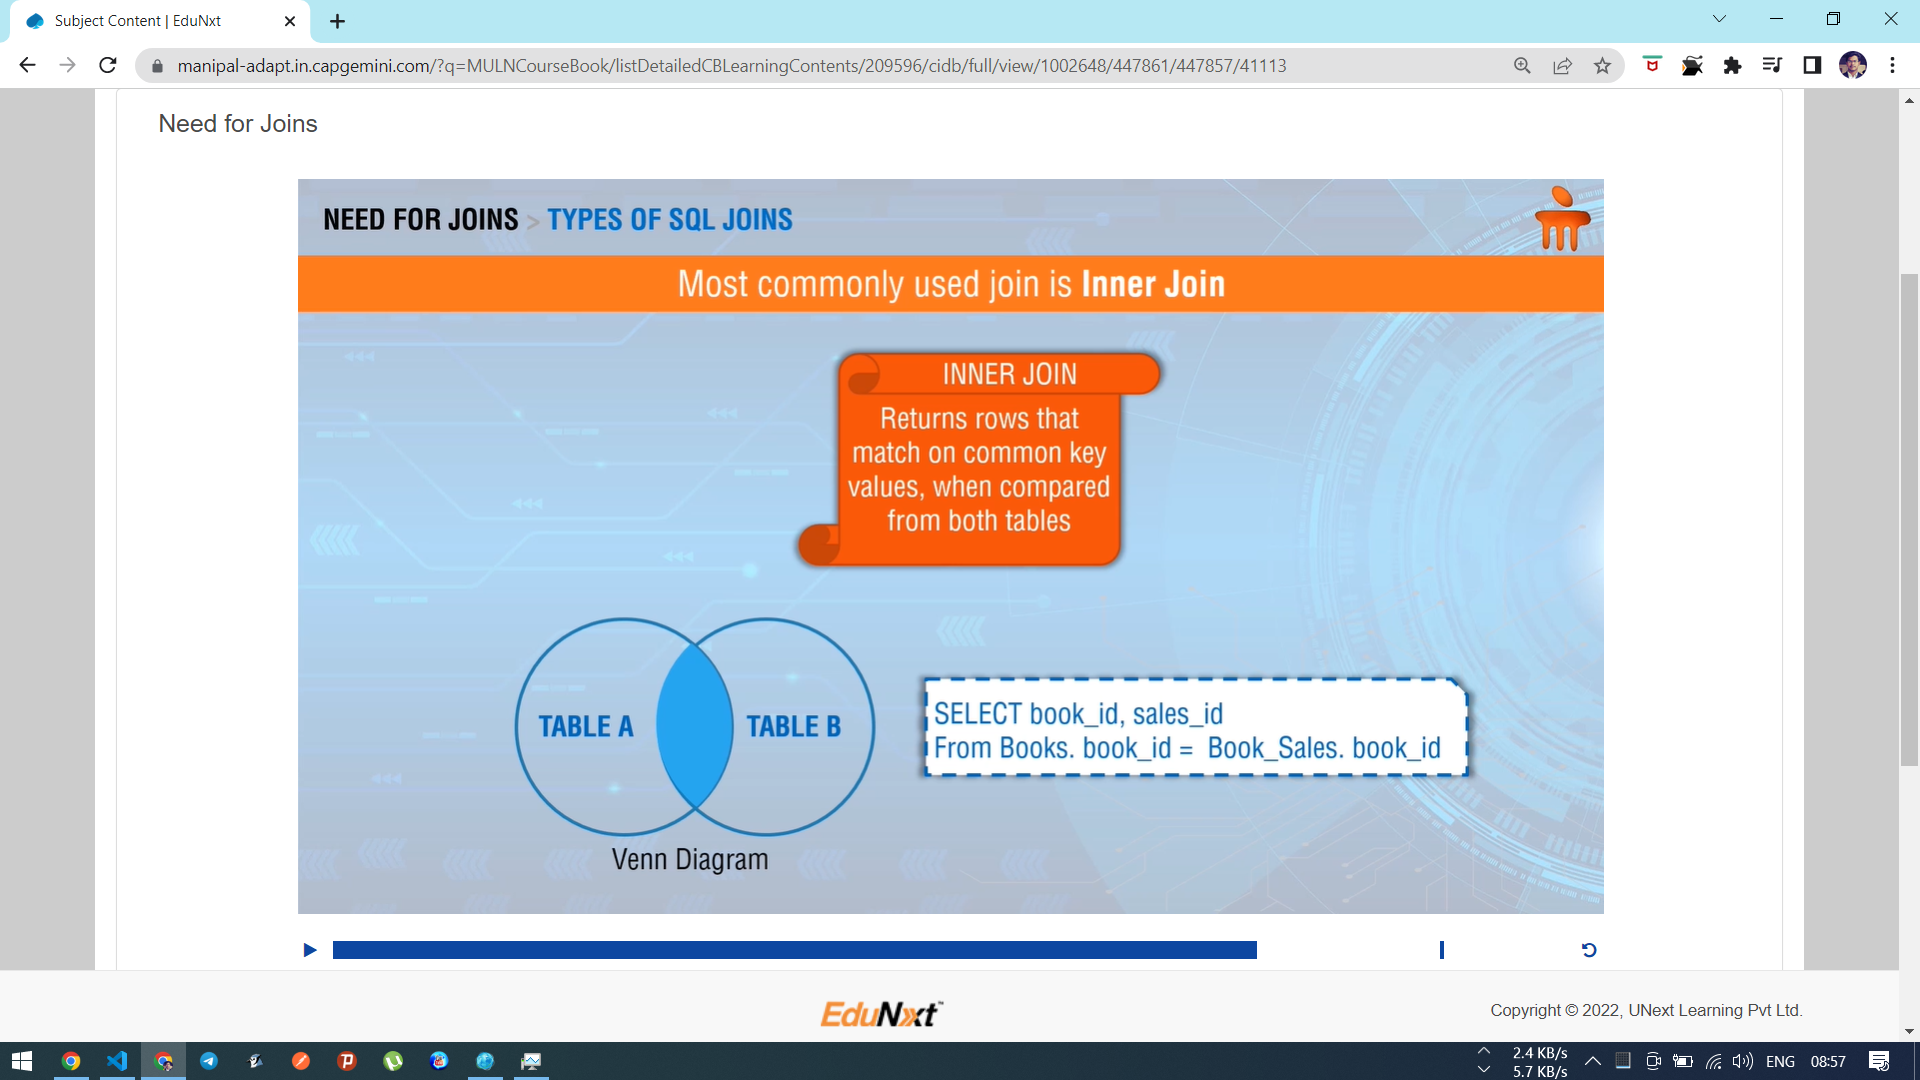 Subject Content | EduNxt
manipal-adapt.in.capgemini.com/?q=MULNCourseBook/listDetailedCBLearningContents/209596/cidb/full/view/1002648/447861/447857/41113
Need for Joins
NEED FOR JOINS > TYPES OF SQL JOINS
Most commonly used join is Inner Join
INNER JOIN
Returns rows that
match on common key
values, when compared
from both tables
TABLE A
TABLE B
SELECT book_id, sales_id
From Books. book_id = Book_Sales. book_id
Venn Diagram
EduNxt™
Copyright © 2022, UNext Learning Pvt Ltd.
2.4 KB/s
5.7 KB/s
ENG
08:57